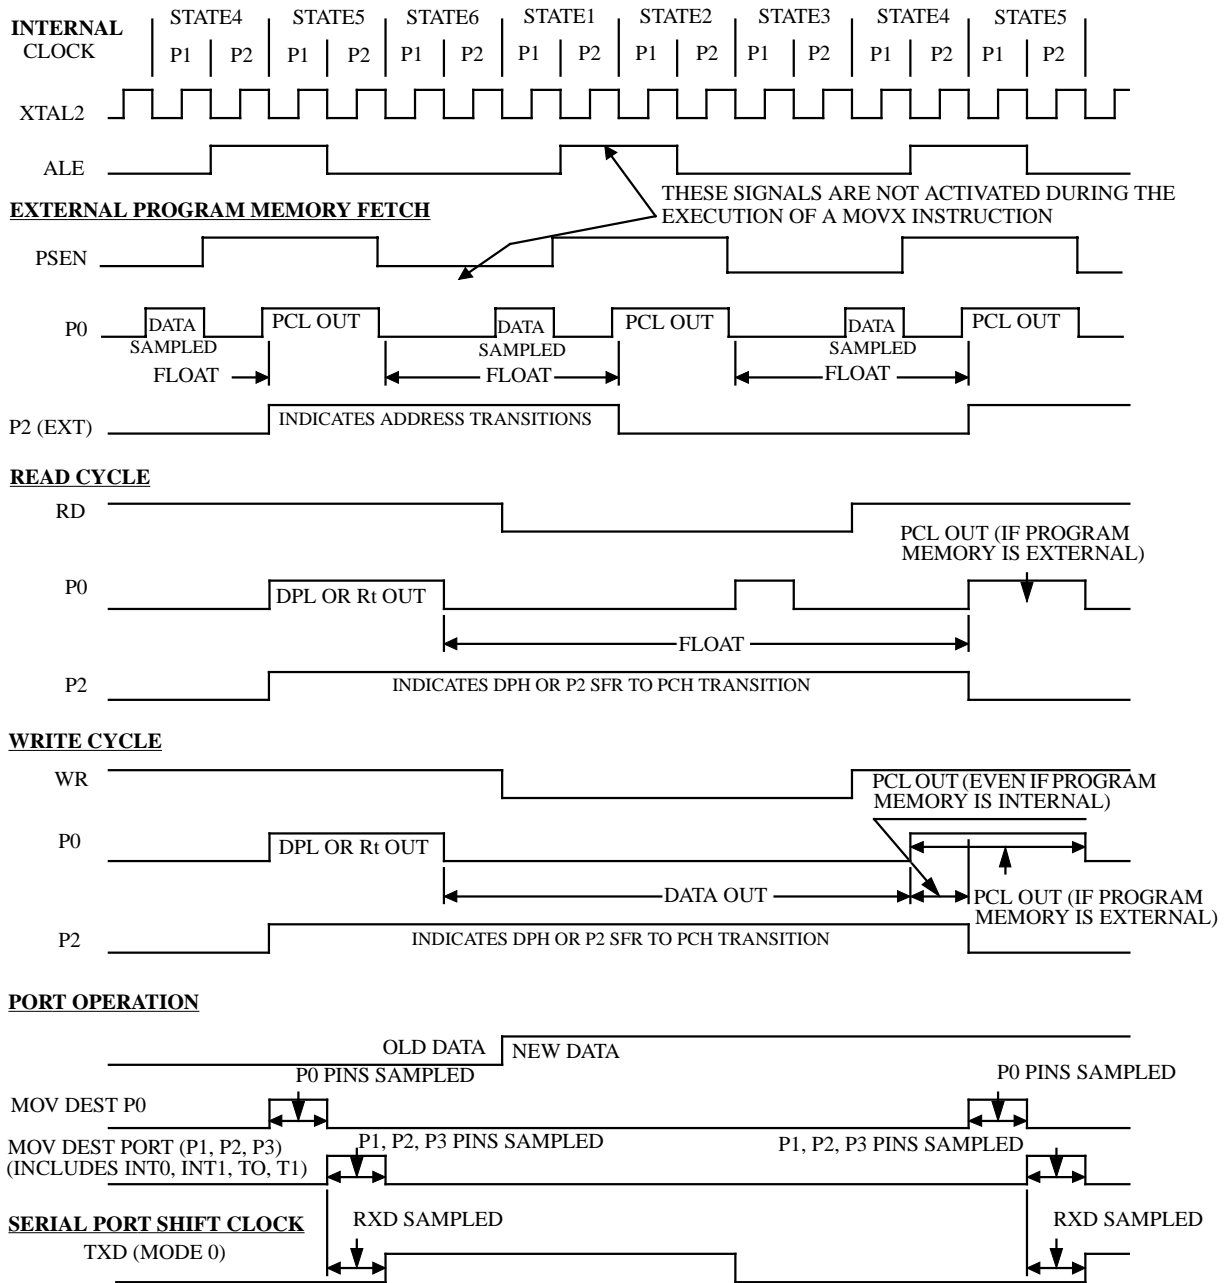 INTERNAL
CLOCK
STATE4 STATE5 STATE6 STATE1 STATE2 STATE3 STATE4 STATE5
P1 P2 P1 P2 P1 P2 P1 P2 P1 P2 P1 P2 P1 P2 P1 P2
XTAL2
ALE
THESE SIGNALS ARE NOT ACTIVATED DURING THE
EXECUTION OF A MOVX INSTRUCTION
EXTERNAL PROGRAM MEMORY FETCH
PSEN
P0
DATA PCL OUT DATA PCL OUT DATA PCL OUT
SAMPLED SAMPLED SAMPLED
FLOAT FLOAT FLOAT
P2 (EXT)
INDICATES ADDRESS TRANSITIONS
READ CYCLE
RD
PCL OUT (IF PROGRAM
MEMORY IS EXTERNAL)
P0
DPL OR Rt OUT
FLOAT
P2
INDICATES DPH OR P2 SFR TO PCH TRANSITION
WRITE CYCLE
WR
PCL OUT (EVEN IF PROGRAM
MEMORY IS INTERNAL)
P0
DPL OR Rt OUT
DATA OUT
PCL OUT (IF PROGRAM
MEMORY IS EXTERNAL)
P2
INDICATES DPH OR P2 SFR TO PCH TRANSITION
PORT OPERATION
OLD DATA NEW DATA
P0 PINS SAMPLED P0 PINS SAMPLED
MOV DEST P0
MOV DEST PORT (P1, P2, P3)
(INCLUDES INT0, INT1, TO, T1)
P1, P2, P3 PINS SAMPLED P1, P2, P3 PINS SAMPLED
SERIAL PORT SHIFT CLOCK
RXD SAMPLED RXD SAMPLED
TXD (MODE 0)